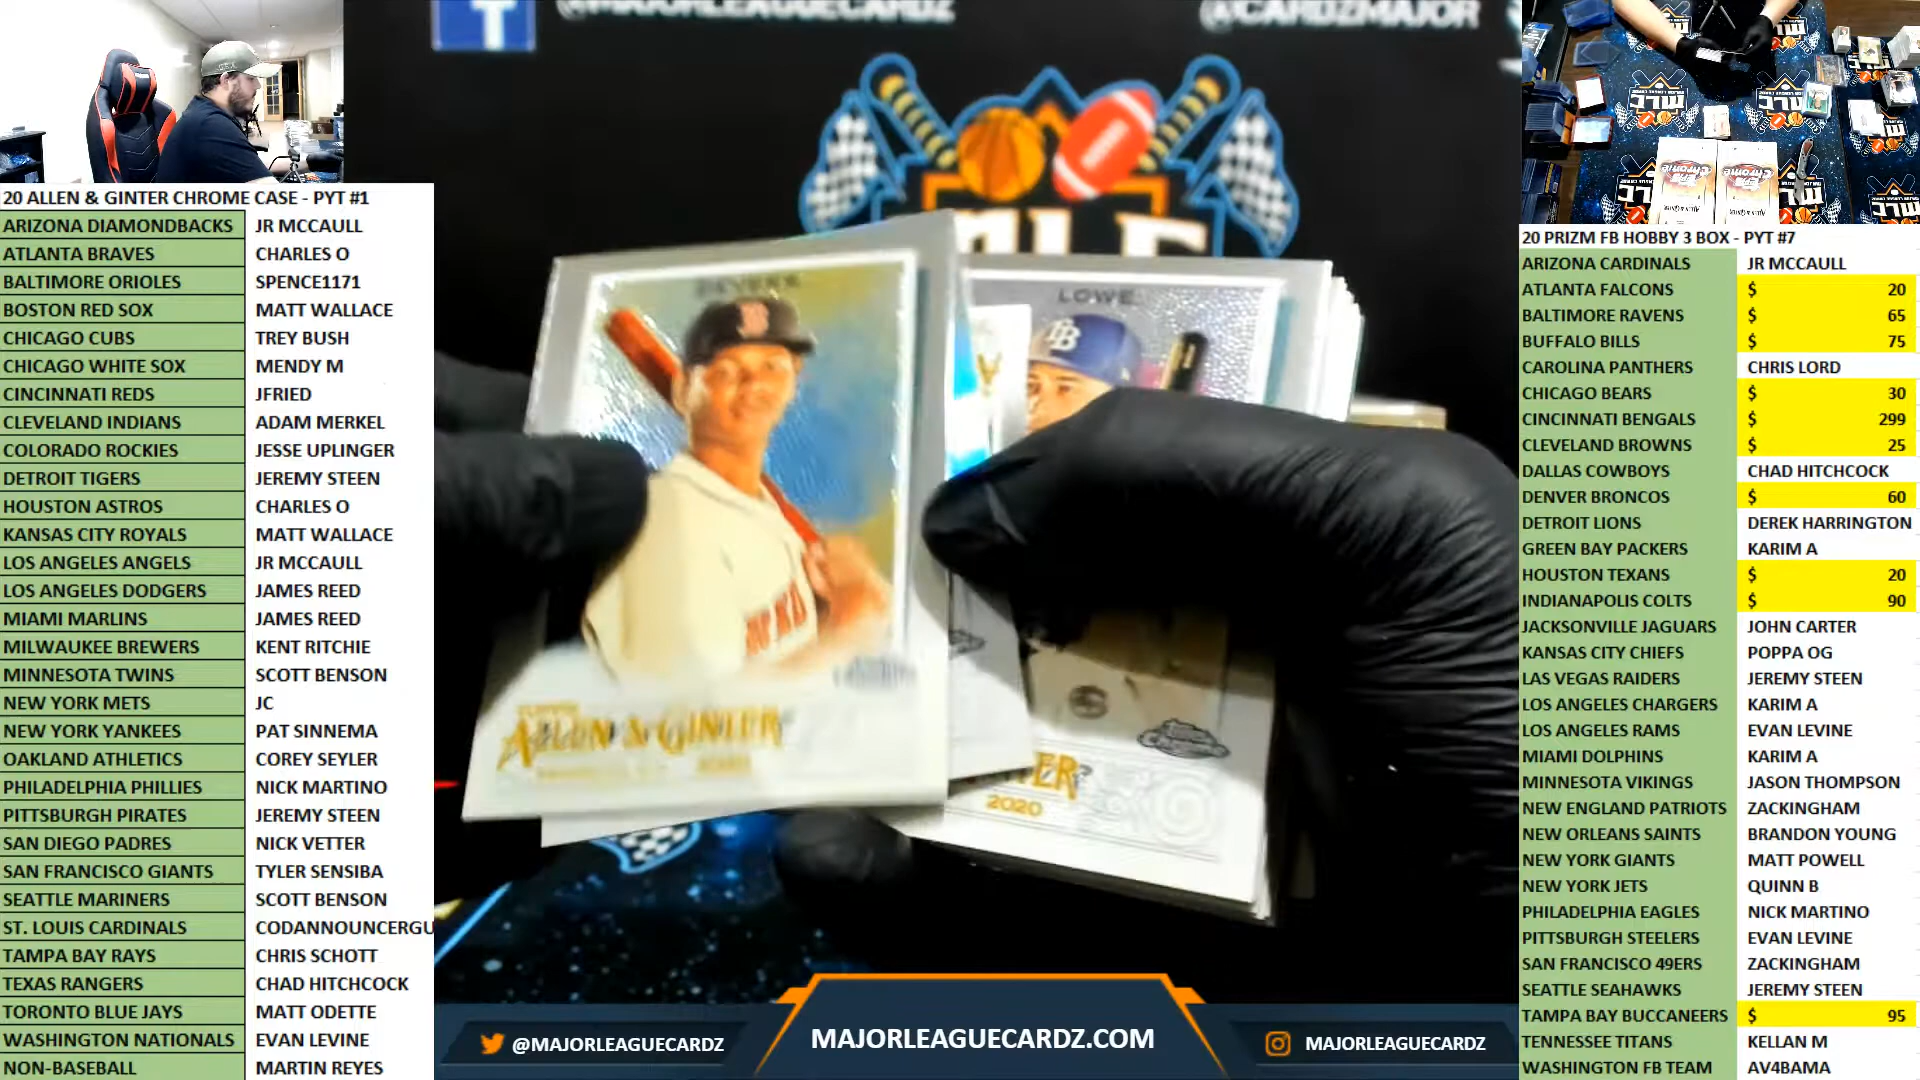 @MAJORLEAGUECARDZ
@CARDZMAJOR
20 ALLEN & GINTER CHROME CASE - PYT #1
ARIZONA DIAMONDBACKS JR MCCAULL
ATLANTA BRAVES CHARLES O
BALTIMORE ORIOLES SPENCE1171
BOSTON RED SOX MATT WALLACE
CHICAGO CUBS TREY BUSH
CHICAGO WHITE SOX MENDY M
CINCINNATI REDS JFRIED
CLEVELAND INDIANS ADAM MERKEL
COLORADO ROCKIES JESSE UPLINGER
DETROIT TIGERS JEREMY STEEN
HOUSTON ASTROS CHARLES O
KANSAS CITY ROYALS MATT WALLACE
LOS ANGELES ANGELS JR MCCAULL
LOS ANGELES DODGERS JAMES REED
MIAMI MARLINS JAMES REED
MILWAUKEE BREWERS KENT RITCHIE
MINNESOTA TWINS SCOTT BENSON
NEW YORK METS JC
NEW YORK YANKEES PAT SINNEMA
OAKLAND ATHLETICS COREY SEYLER
PHILADELPHIA PHILLIES NICK MARTINO
PITTSBURGH PIRATES JEREMY STEEN
SAN DIEGO PADRES NICK VETTER
SAN FRANCISCO GIANTS TYLER SENSIBA
SEATTLE MARINERS SCOTT BENSON
ST. LOUIS CARDINALS CODANNOUNCERGU
TAMPA BAY RAYS CHRIS SCHOTT
TEXAS RANGERS CHAD HITCHCOCK
TORONTO BLUE JAYS MATT ODETTE
WASHINGTON NATIONALS EVAN LEVINE
NON-BASEBALL MARTIN REYES
DEVERS
LOWE
TB
ALLEN & GINTER
2020
@MAJORLEAGUECARDZ
MAJORLEAGUECARDZ.COM
MAJORLEAGUECARDZ
20 PRIZM FB HOBBY 3 BOX - PYT #7
ARIZONA CARDINALS JR MCCAULL
ATLANTA FALCONS $ 20
BALTIMORE RAVENS $ 65
BUFFALO BILLS $ 75
CAROLINA PANTHERS CHRIS LORD
CHICAGO BEARS $ 30
CINCINNATI BENGALS $ 299
CLEVELAND BROWNS $ 25
DALLAS COWBOYS CHAD HITCHCOCK
DENVER BRONCOS $ 60
DETROIT LIONS DEREK HARRINGTON
GREEN BAY PACKERS KARIM A
HOUSTON TEXANS $ 20
INDIANAPOLIS COLTS $ 90
JACKSONVILLE JAGUARS JOHN CARTER
KANSAS CITY CHIEFS POPPA OG
LAS VEGAS RAIDERS JEREMY STEEN
LOS ANGELES CHARGERS KARIM A
LOS ANGELES RAMS EVAN LEVINE
MIAMI DOLPHINS KARIM A
MINNESOTA VIKINGS JASON THOMPSON
NEW ENGLAND PATRIOTS ZACKINGHAM
NEW ORLEANS SAINTS BRANDON YOUNG
NEW YORK GIANTS MATT POWELL
NEW YORK JETS QUINN B
PHILADELPHIA EAGLES NICK MARTINO
PITTSBURGH STEELERS EVAN LEVINE
SAN FRANCISCO 49ERS ZACKINGHAM
SEATTLE SEAHAWKS JEREMY STEEN
TAMPA BAY BUCCANEERS $ 95
TENNESSEE TITANS KELLAN M
WASHINGTON FB TEAM AV4BAMA